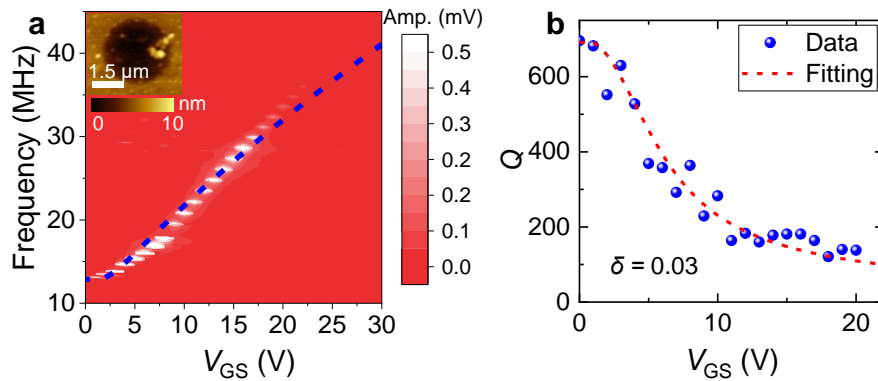 a
1.5 µm
nm
0 10
Amp. (mV)
0.5
0.4
0.3
0.2
0.2
0.1
0.0
Frequency (MHz)
40
30
20
10
0 5 10 15 20 25 30
V_GS (V)
b
Data
Fitting
Q
600
400
200
0
δ = 0.03
0 10 20
V_GS (V)